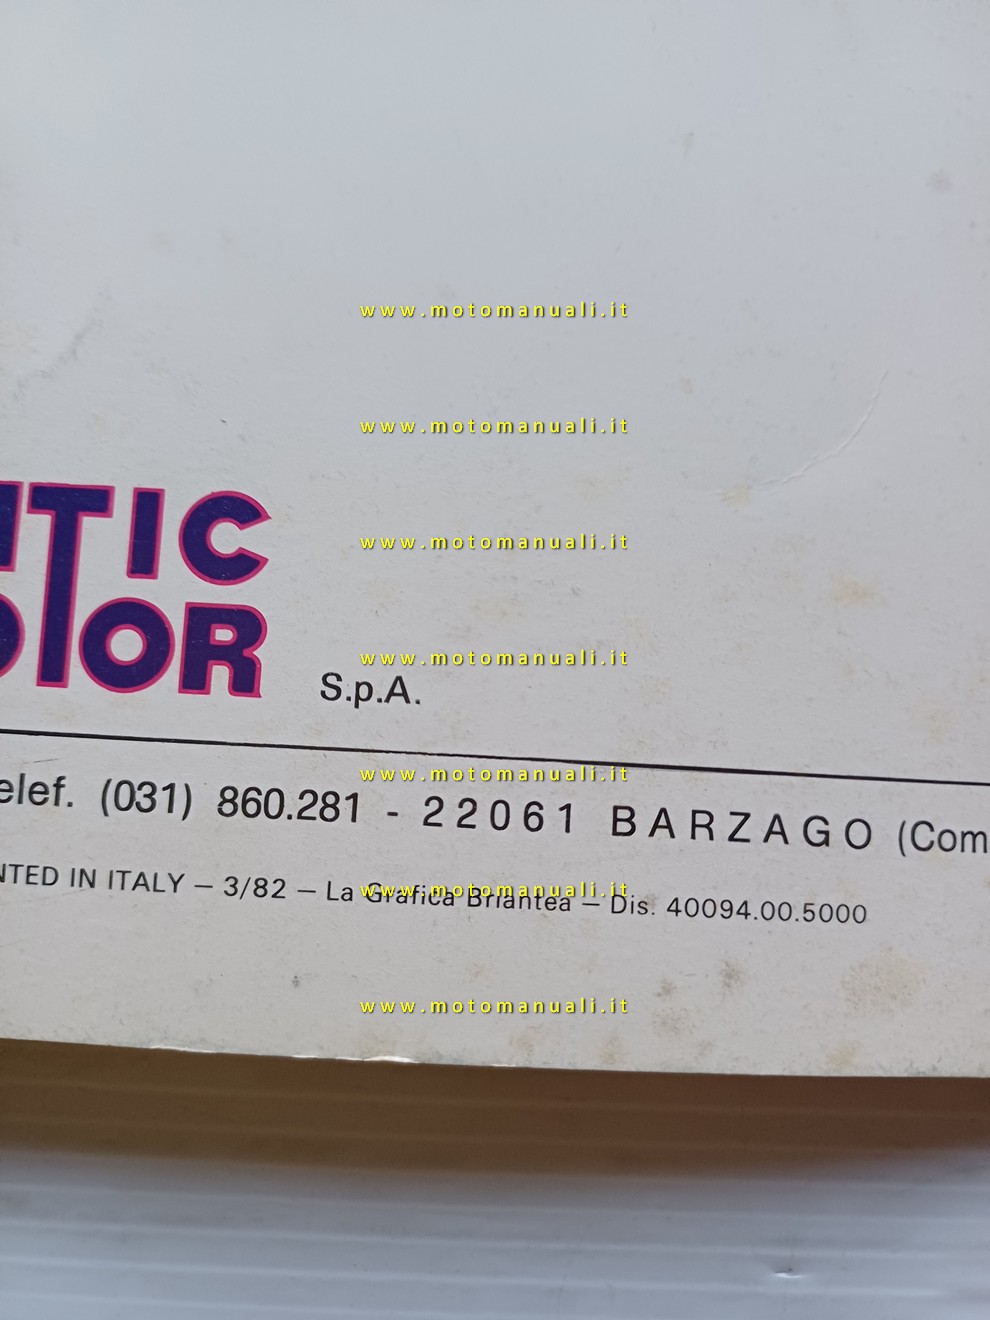 www.motomanuali.it
www.motomanuali.it
NTIC
www.motomanuali.it
OTOR
www.motomanuali.it
S.p.A.
www.motomanuali.it
elef. (031) 860.281 - 22061 BARZAGO (Com
NTED IN ITALY – 3/82 – La Grafica Briantea – Dis. 40094.00.5000
www.motomanuali.it
www.motomanuali.it